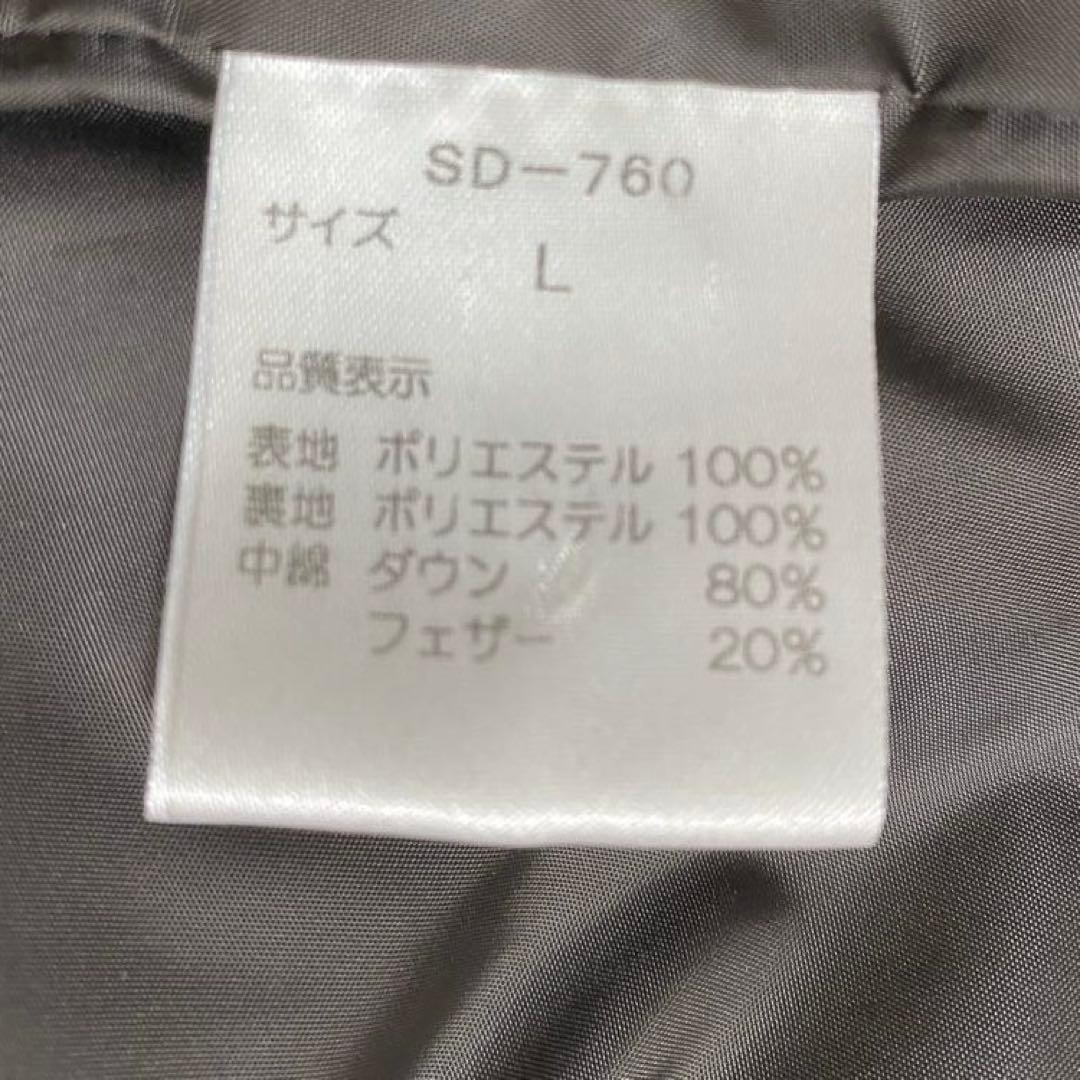 SD－760
サイズ
L
品質表示
表地 ポリエステル 100%
裏地 ポリエステル 100%
中綿 ダウン 80%
フェザー 20%